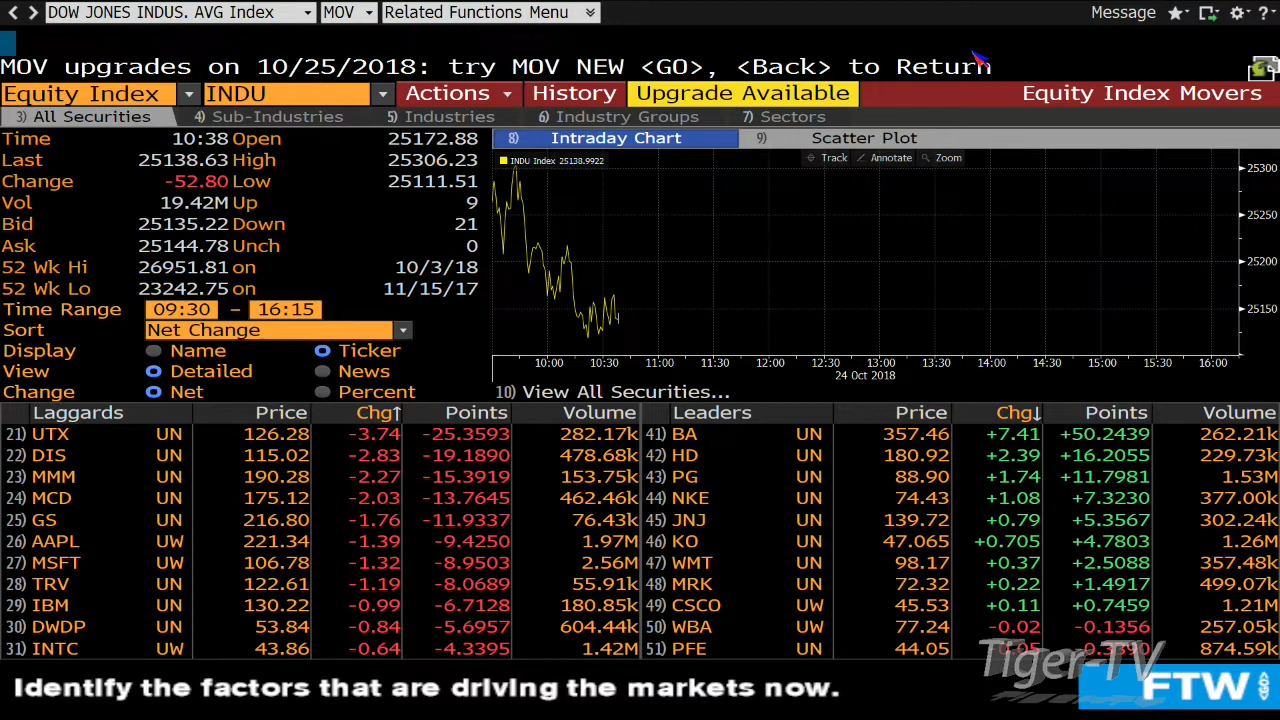 DOW JONES INDUS. AVG Index MOV Related Functions Menu Message
MOV upgrades on 10/25/2018: try MOV NEW <GO>, <Back> to Return
Equity Index INDU Actions History Upgrade Available Equity Index Movers
3) All Securities 4) Sub-Industries 5) Industries 6) Industry Groups 7) Sectors
Time 10:38 Open 25172.88
Last 25138.63 High 25306.23
Change -52.80 Low 25111.51
Vol 19.42M Up 9
Bid 25135.22 Down 21
Ask 25144.78 Unch 0
52 Wk Hi 26951.81 on 10/3/18
52 Wk Lo 23242.75 on 11/15/17
Time Range 09:30 - 16:15
Sort Net Change
Display Name Ticker
View Detailed News
Change Net Percent
8) Intraday Chart 9) Scatter Plot
INDU Index 25138.9922 Track Annotate Zoom
25300
25250
25200
25150
10:00 10:30 11:00 11:30 12:00 12:30 13:00 13:30 14:00 14:30 15:00 15:30 16:00
24 Oct 2018
10) View All Securities...
Laggards Price Chg↑ Points Volume Leaders Price Chg↓ Points Volume
21) UTX UN 126.28 -3.74 -25.3593 282.17k 41) BA UN 357.46 +7.41 +50.2439 262.21k
22) DIS UN 115.02 -2.83 -19.1890 478.68k 42) HD UN 180.92 +2.39 +16.2055 229.73k
23) MMM UN 190.28 -2.27 -15.3919 153.75k 43) PG UN 88.90 +1.74 +11.7981 1.53M
24) MCD UN 175.12 -2.03 -13.7645 462.46k 44) NKE UN 74.43 +1.08 +7.3230 377.00k
25) GS UN 216.80 -1.76 -11.9337 76.43k 45) JNJ UN 139.72 +0.79 +5.3567 302.24k
26) AAPL UW 221.34 -1.39 -9.4250 1.97M 46) KO UN 47.065 +0.705 +4.7803 1.26M
27) MSFT UW 106.78 -1.32 -8.9503 2.56M 47) WMT UN 98.17 +0.37 +2.5088 357.48k
28) TRV UN 122.61 -1.19 -8.0689 55.91k 48) MRK UN 72.32 +0.22 +1.4917 499.07k
29) IBM UN 130.22 -0.99 -6.7128 180.85k 49) CSCO UW 45.53 +0.11 +0.7459 1.21M
30) DWDP UN 53.84 -0.84 -5.6957 604.44k 50) WBA UW 77.24 -0.02 -0.1356 257.05k
31) INTC UW 43.86 -0.64 -4.3395 1.42M 51) PFE UN 44.05 -0.05 -0.3390 874.59k
Tiger-TV
Identify the factors that are driving the markets now.
FTW